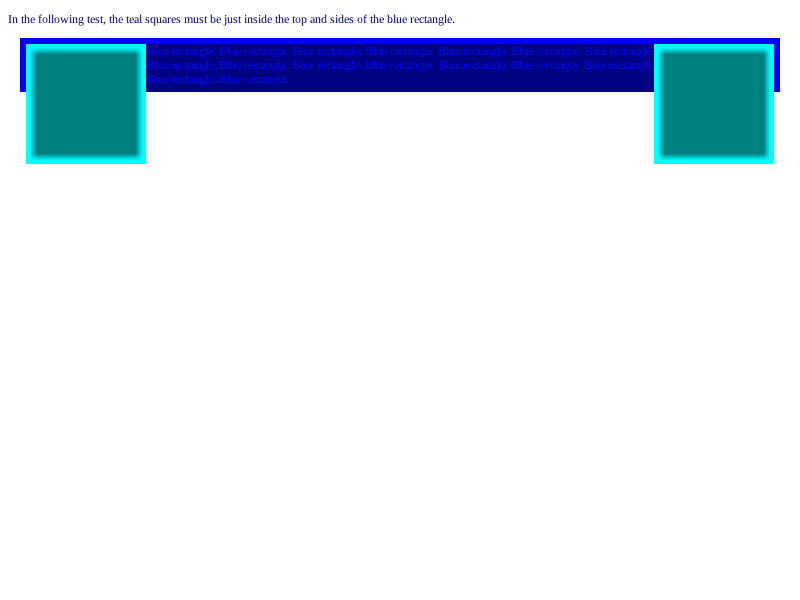 In the following test, the teal squares must be just inside the top and sides of the blue rectangle.
Blue rectangle. Blue rectangle. Blue rectangle. Blue rectangle. Blue rectangle. Blue rectangle. Blue rectangle.
Blue rectangle. Blue rectangle. Blue rectangle. Blue rectangle. Blue rectangle. Blue rectangle. Blue rectangle.
Blue rectangle. Blue rectangle.